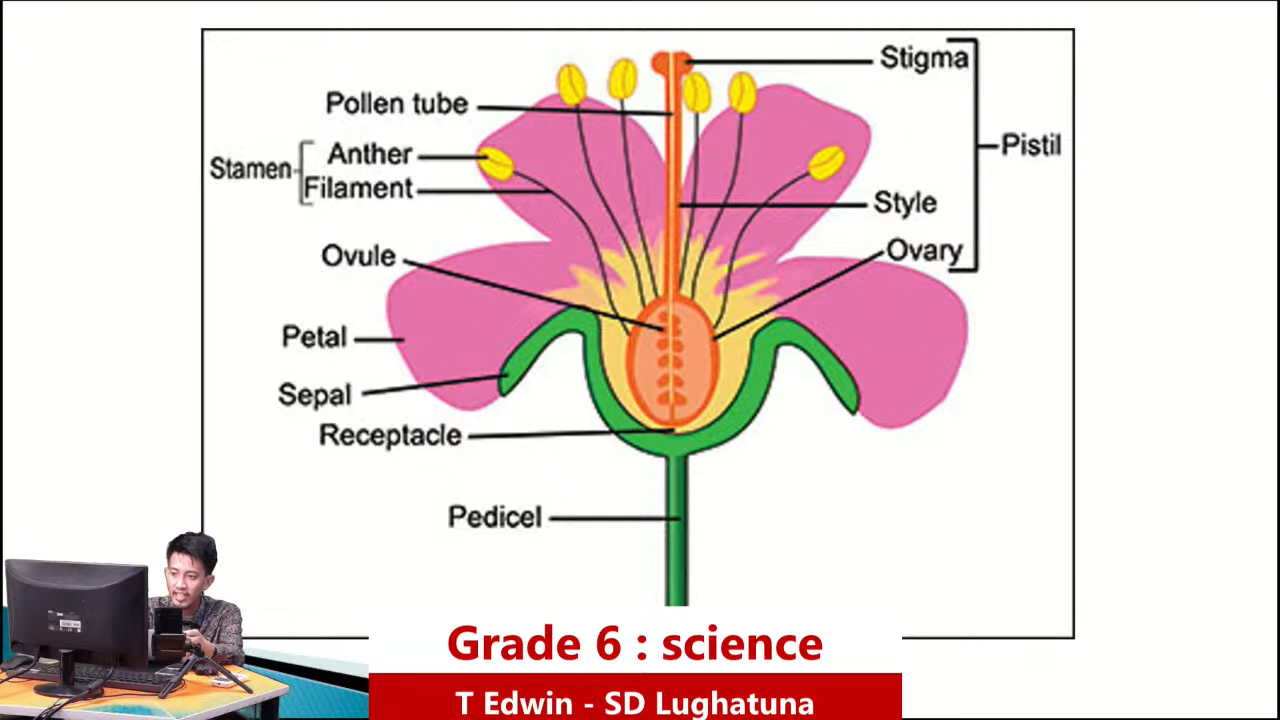 Stigma
Pollen tube
Pistil
Anther
Stamen
Filament
Style
Ovary
Ovule
Petal
Sepal
Receptacle
Pedicel
Grade 6 : science
T Edwin - SD Lughatuna